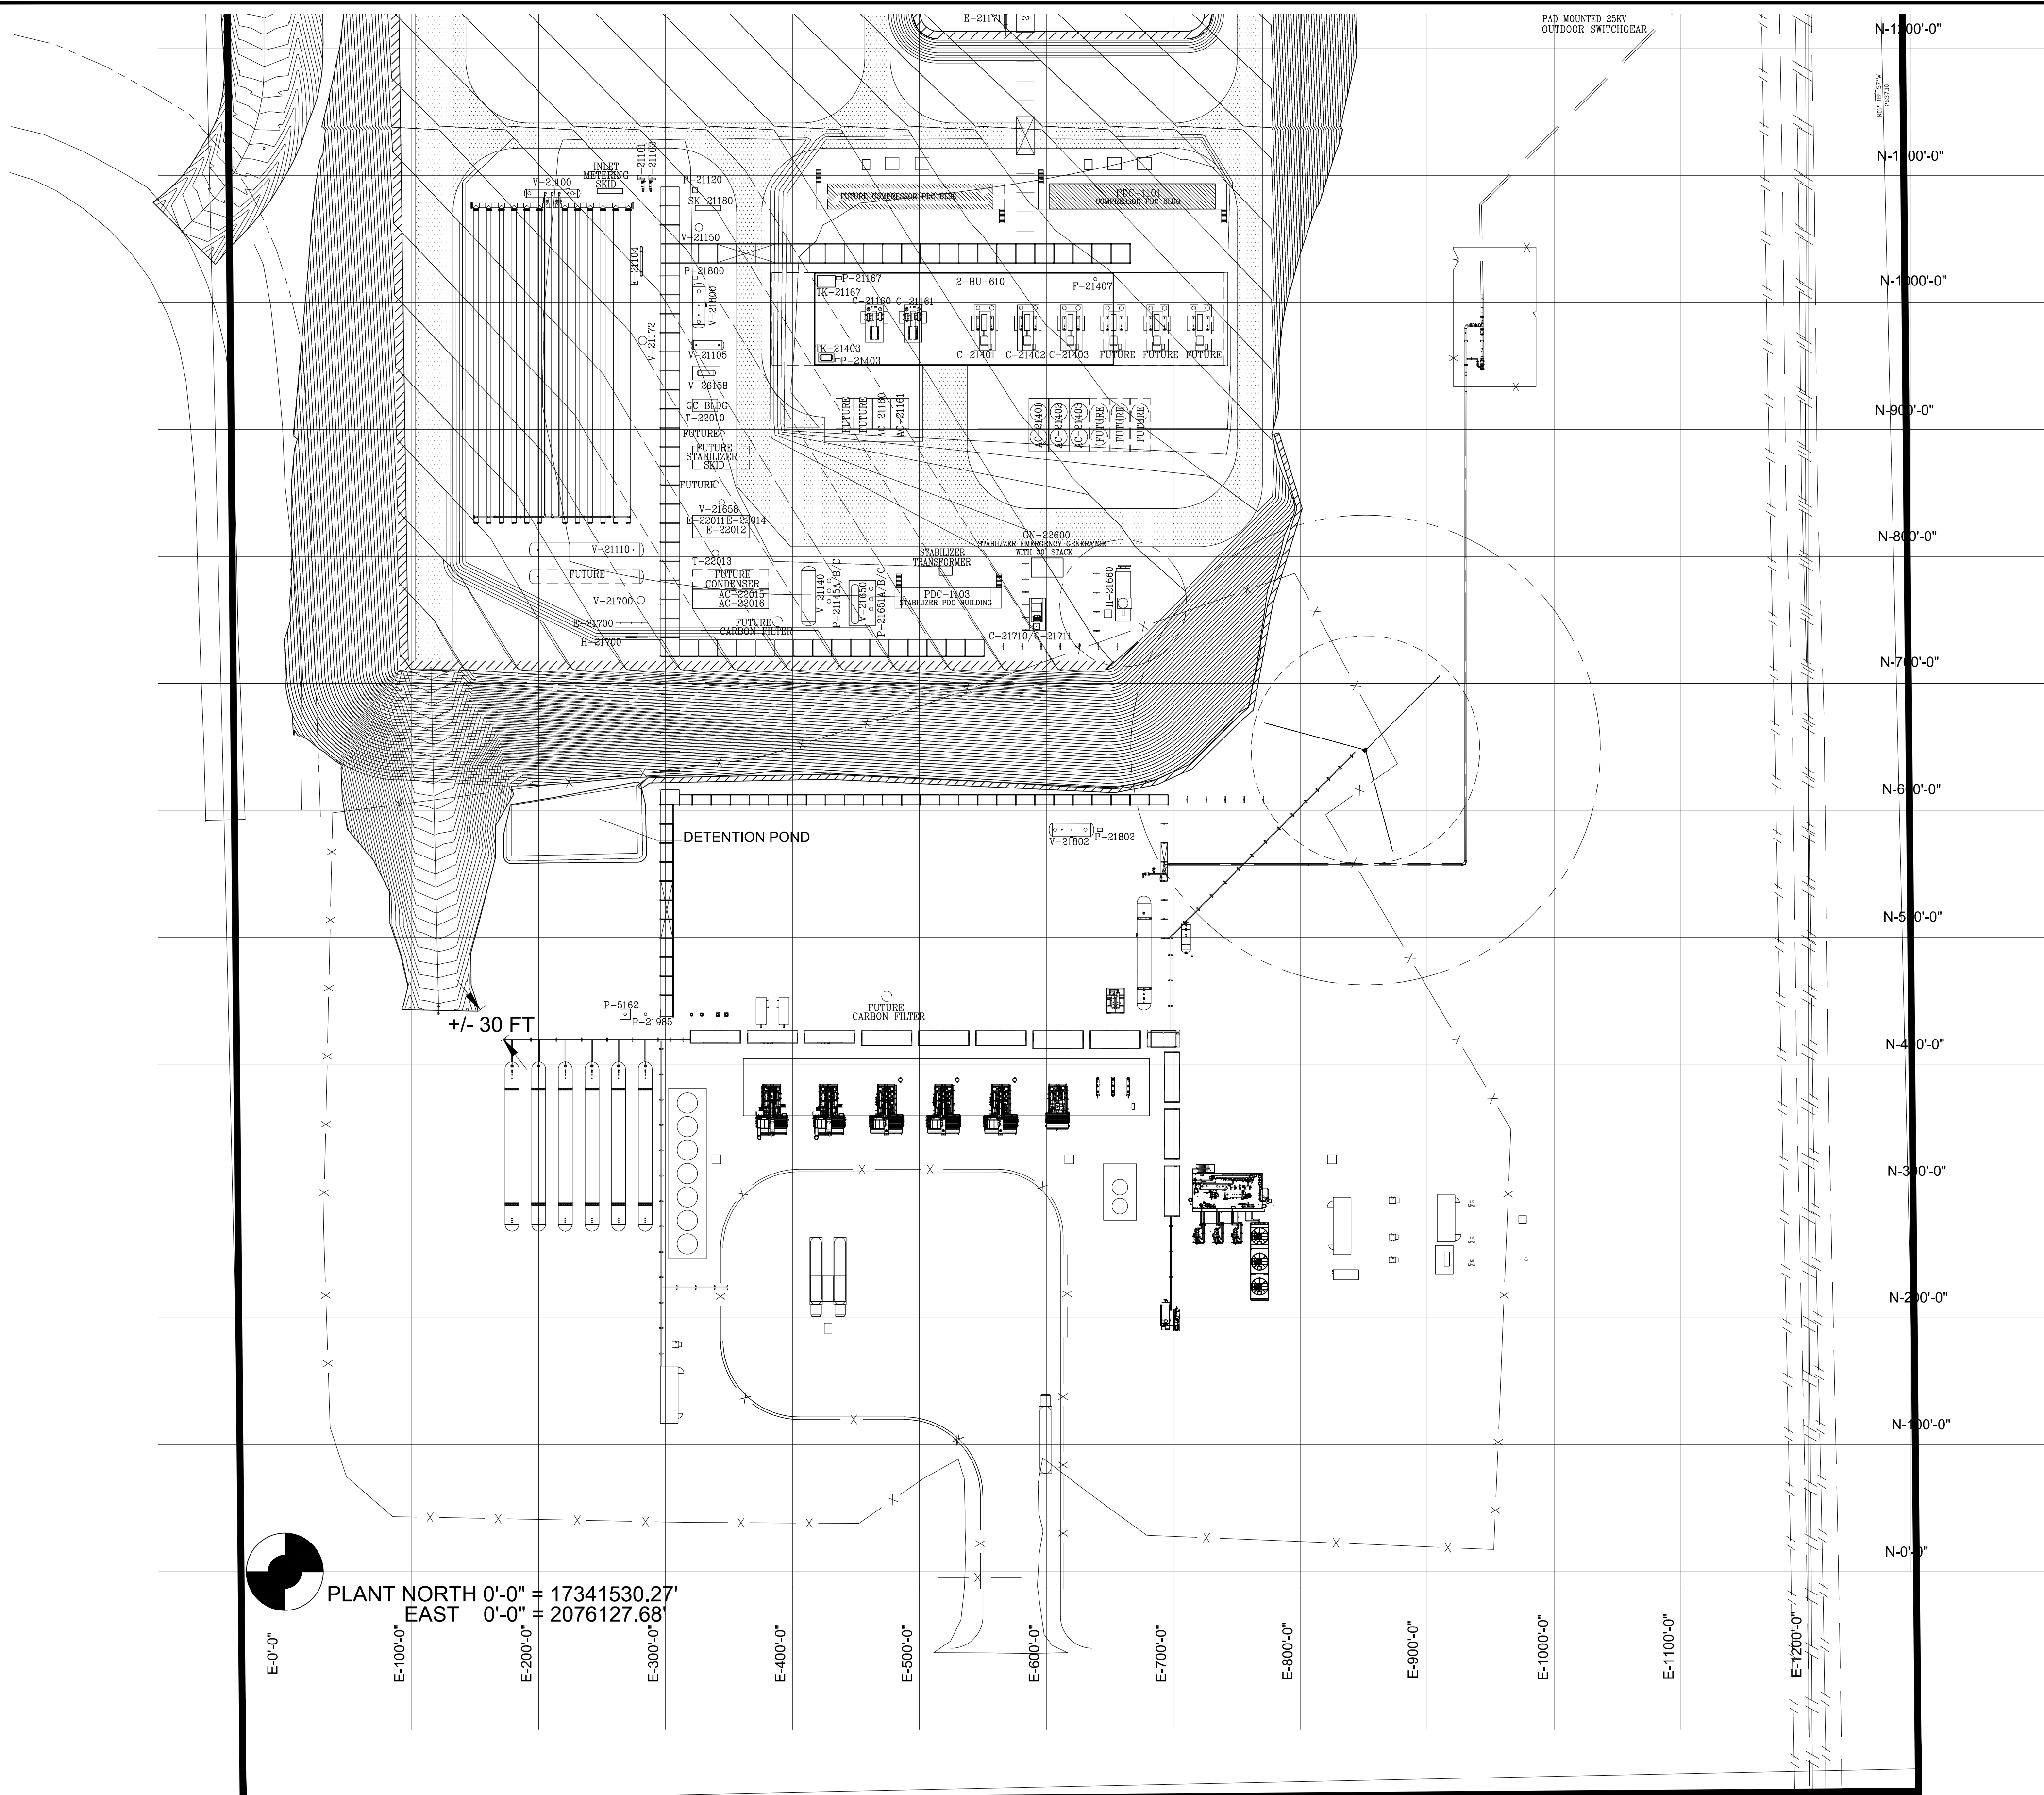 E-21171
2
PAD MOUNTED 25KV
OUTDOOR SWITCHGEAR
N-1200'-0"
N01° 18' 57"W
2637.10
N-1100'-0"
INLET
METERING
SKID
V-21100
F-21101
F-21102
P-21120
SK-21180
V-21150
FUTURE COMPRESSOR PDC BLDG
PDC-1101
COMPRESSOR PDC BLDG
E-21104
P-21800
V-21800
P-21167
TK-21167
2-BU-610
F-21407
N-1000'-0"
C-21160
C-21161
V-21172
V-21105
TK-21403
P-21403
C-21401
C-21402
C-21403
FUTURE
FUTURE
FUTURE
V-26158
GC BLDG
T-22010
FUTURE
FUTURE
AC-21160
AC-21161
AC-21401
AC-21402
AC-21403
FUTURE
FUTURE
FUTURE
N-900'-0"
FUTURE
FUTURE
STABILIZER
SKID
FUTURE
V-21658
E-22011
E-22014
E-22012
GN-22600
STABILIZER EMERGENCY GENERATOR
WITH 30' STACK
N-800'-0"
V-21110
STABILIZER
TRANSFORMER
T-22013
FUTURE
FUTURE
CONDENSER
AC-22015
AC-22016
V-21140
P-21145A/B/C
V-21650
P-21651A/B/C
PDC-1103
STABILIZER PDC BUILDING
H-21660
V-21700
E-21700
FUTURE
CARBON FILTER
H-21700
C-21710/C-21711
N-700'-0"
N-600'-0"
DETENTION POND
V-21802
P-21802
N-500'-0"
P-5162
P-21985
FUTURE
CARBON FILTER
+/- 30 FT
N-400'-0"
N-300'-0"
N-200'-0"
N-100'-0"
N-0'-0"
PLANT NORTH 0'-0" = 17341530.27'
EAST 0'-0" = 2076127.68'
E-0'-0"
E-100'-0"
E-200'-0"
E-300'-0"
E-400'-0"
E-500'-0"
E-600'-0"
E-700'-0"
E-800'-0"
E-900'-0"
E-1000'-0"
E-1100'-0"
E-1200'-0"